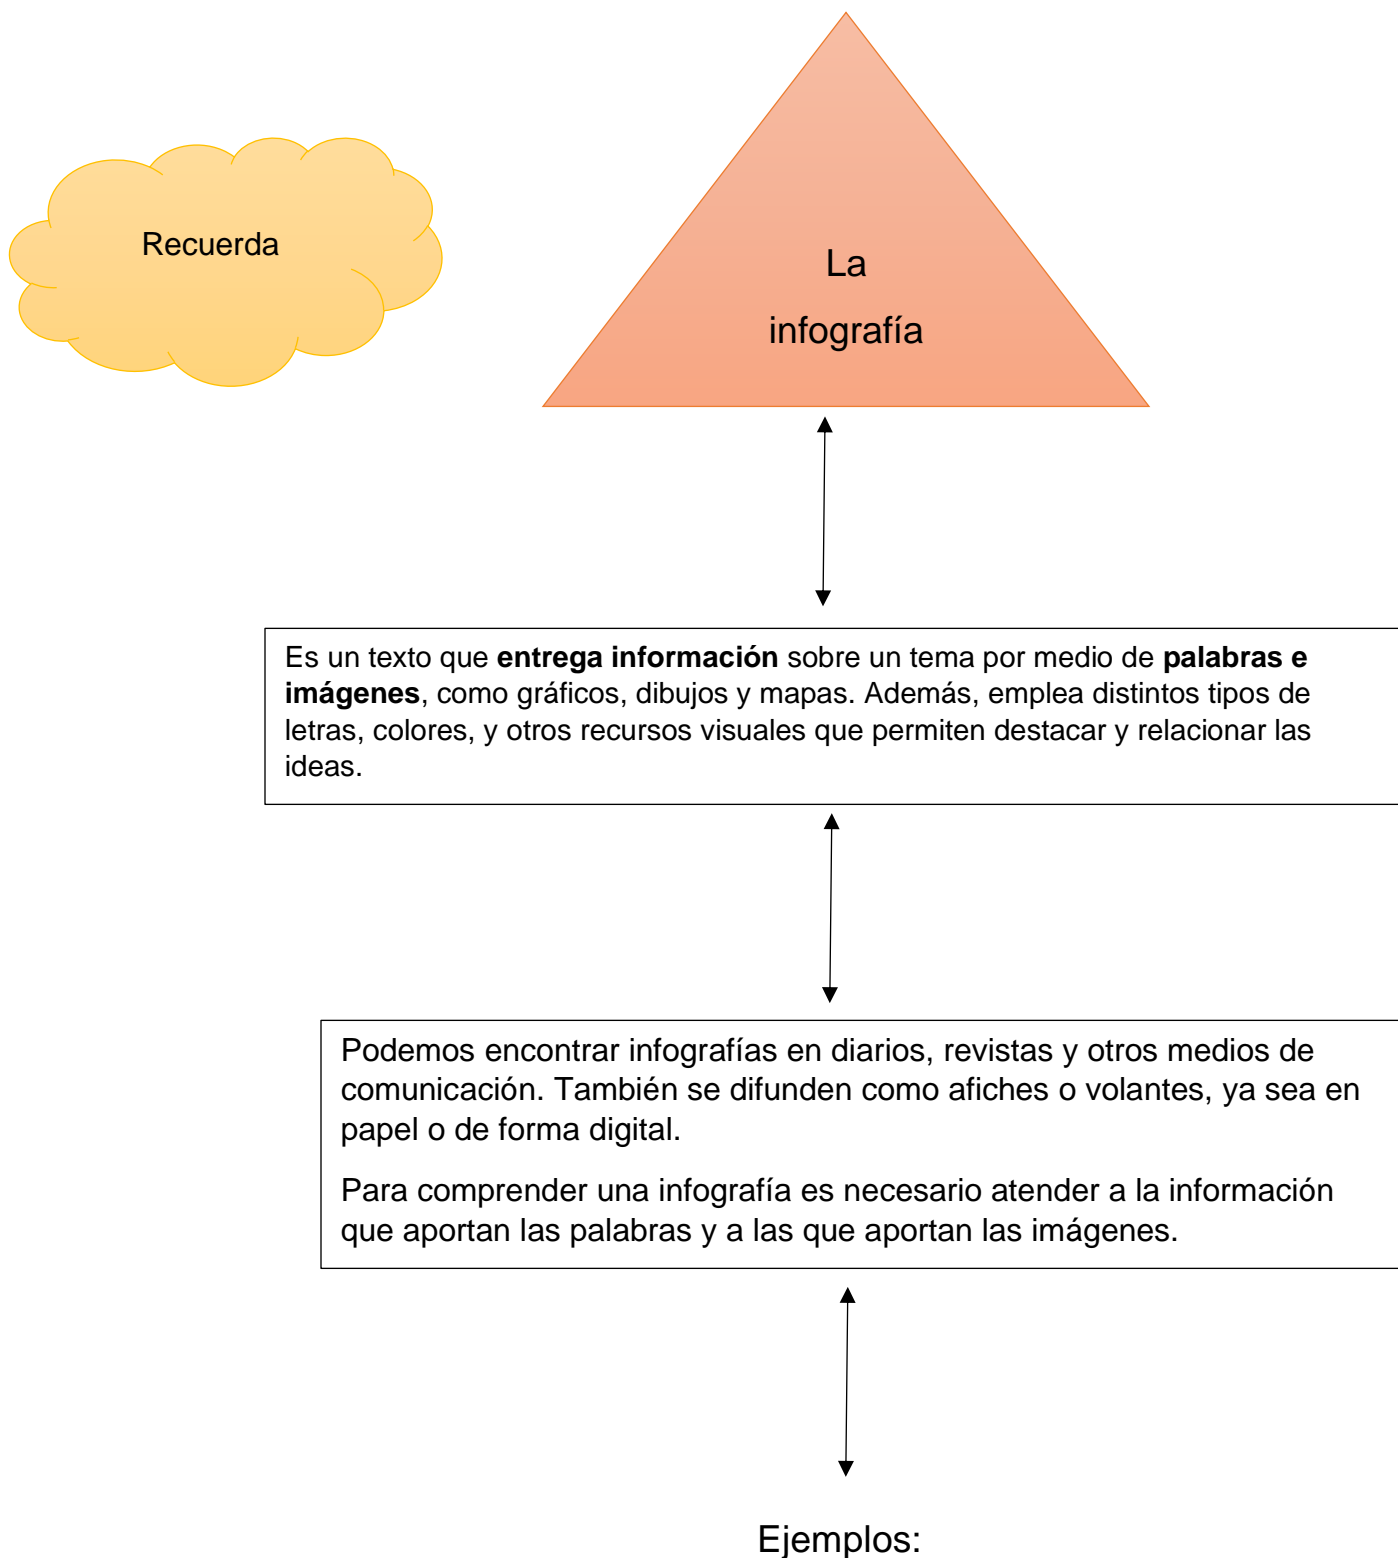 Recuerda
La
infografía
Es un texto que entrega información sobre un tema por medio de palabras e
imágenes, como gráficos, dibujos y mapas. Además, emplea distintos tipos de
letras, colores, y otros recursos visuales que permiten destacar y relacionar las
ideas.
Podemos encontrar infografías en diarios, revistas y otros medios de
comunicación. También se difunden como afiches o volantes, ya sea en
papel o de forma digital.
Para comprender una infografía es necesario atender a la información
que aportan las palabras y a las que aportan las imágenes.
Ejemplos: